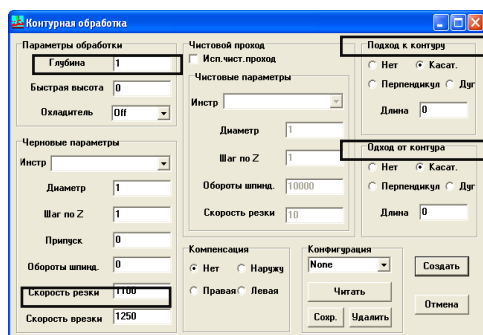 Контурная обработка
Параметры обработки
Глубина 1
Быстрая высота 0
Охладитель Off
Черновые параметры
Инстр
Диаметр 1
Шаг по Z 1
Припуск 0
Обороты шпинд. 0
Скорость резки 1100
Скорость врезки 1250
Чистовой проход
Исп.чист.проход
Чистовые параметры
Инстр
Диаметр 1
Шаг по Z 1
Обороты шпинд. 10000
Скорость резки 10
Компенсация
Нет Наружу
Правая Левая
Подход к контуру
Нет Касат.
Перпендикул Дуг
Длина 0
Одход от контура
Нет Касат.
Перпендикул Дуг
Длина 0
Конфигурация
None
Читать
Сохр. Удалить
Создать
Отмена